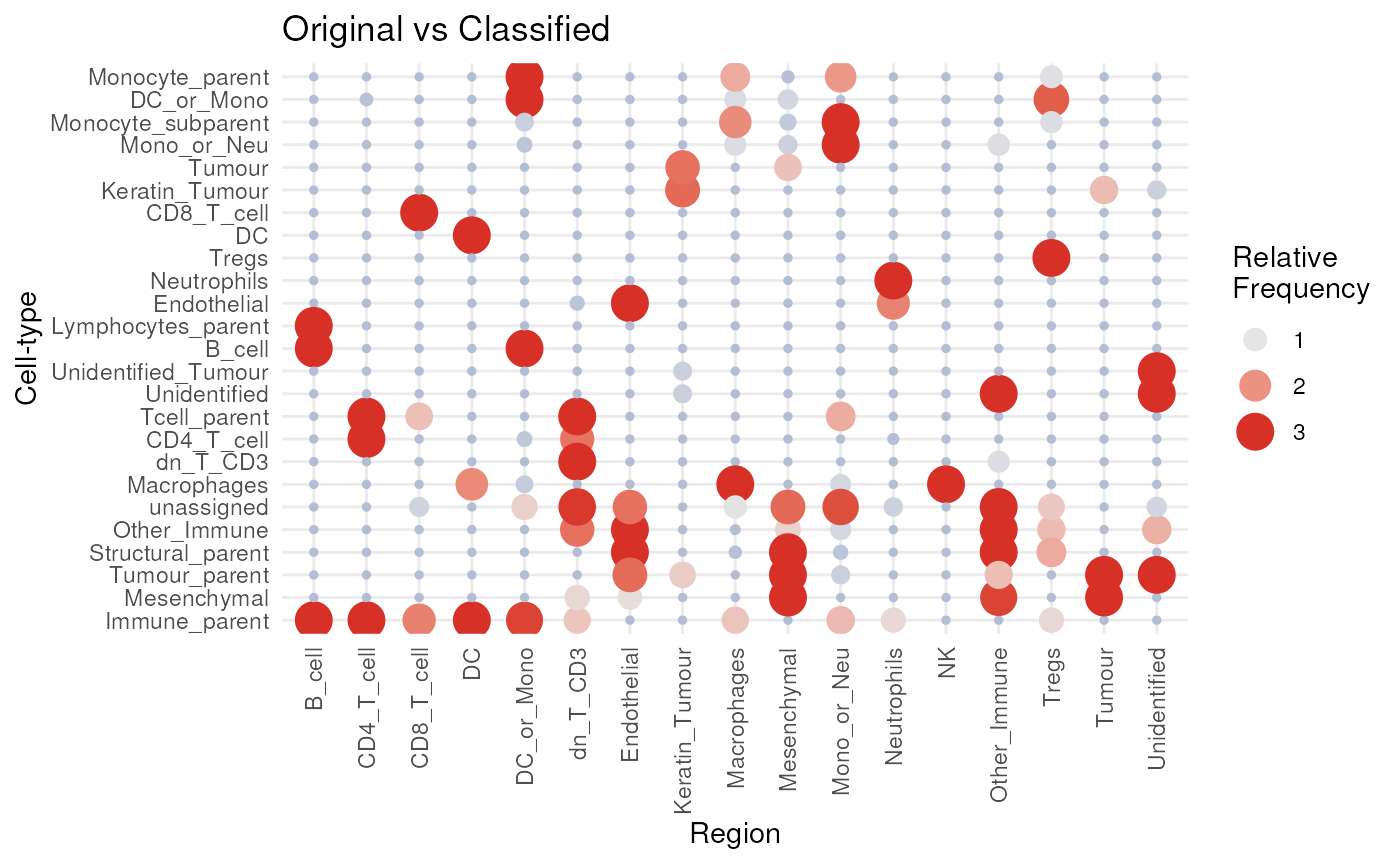 Original vs Classified
Monocyte_parent
DC_or_Mono
Monocyte_subparent
Mono_or_Neu
Tumour
Keratin_Tumour
CD8_T_cell
DC
Tregs
Neutrophils
Endothelial
Lymphocytes_parent
B_cell
Unidentified_Tumour
Unidentified
Tcell_parent
CD4_T_cell
dn_T_CD3
Macrophages
unassigned
Other_Immune
Structural_parent
Tumour_parent
Mesenchymal
Immune_parent
Cell-type
B_cell
CD4_T_cell
CD8_T_cell
DC
DC_or_Mono
dn_T_CD3
Endothelial
Keratin_Tumour
Macrophages
Mesenchymal
Mono_or_Neu
Neutrophils
NK
Other_Immune
Tregs
Tumour
Unidentified
Region
Relative
Frequency
1
2
3